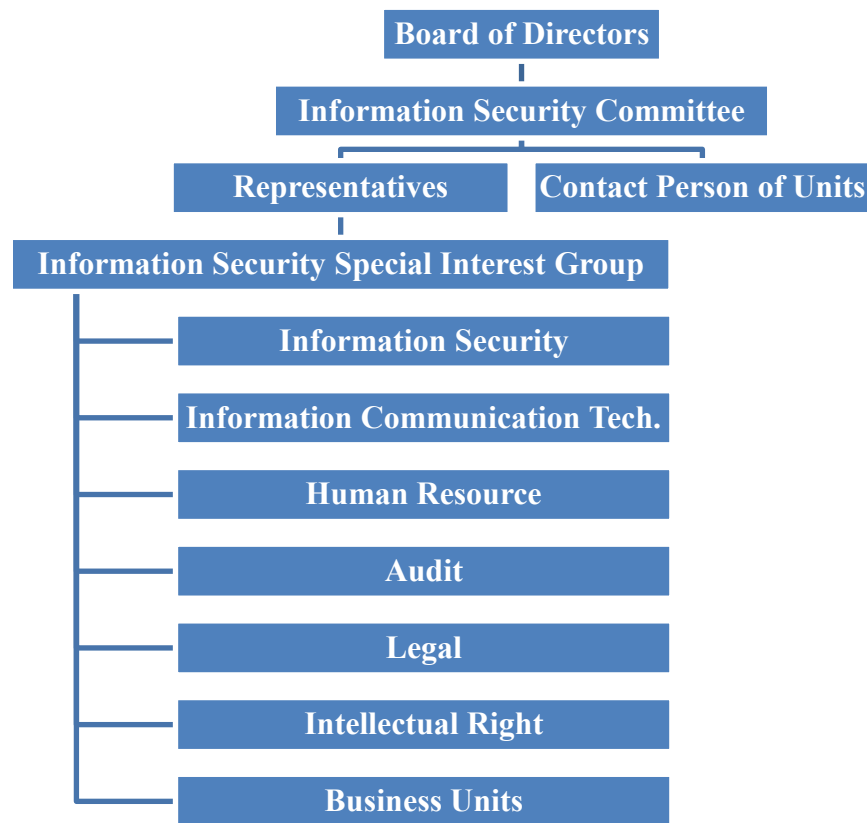 Board of Directors
Information Security Committee
Representatives
Contact Person of Units
Information Security Special Interest Group
Information Security
Information Communication Tech.
Human Resource
Audit
Legal
Intellectual Right
Business Units